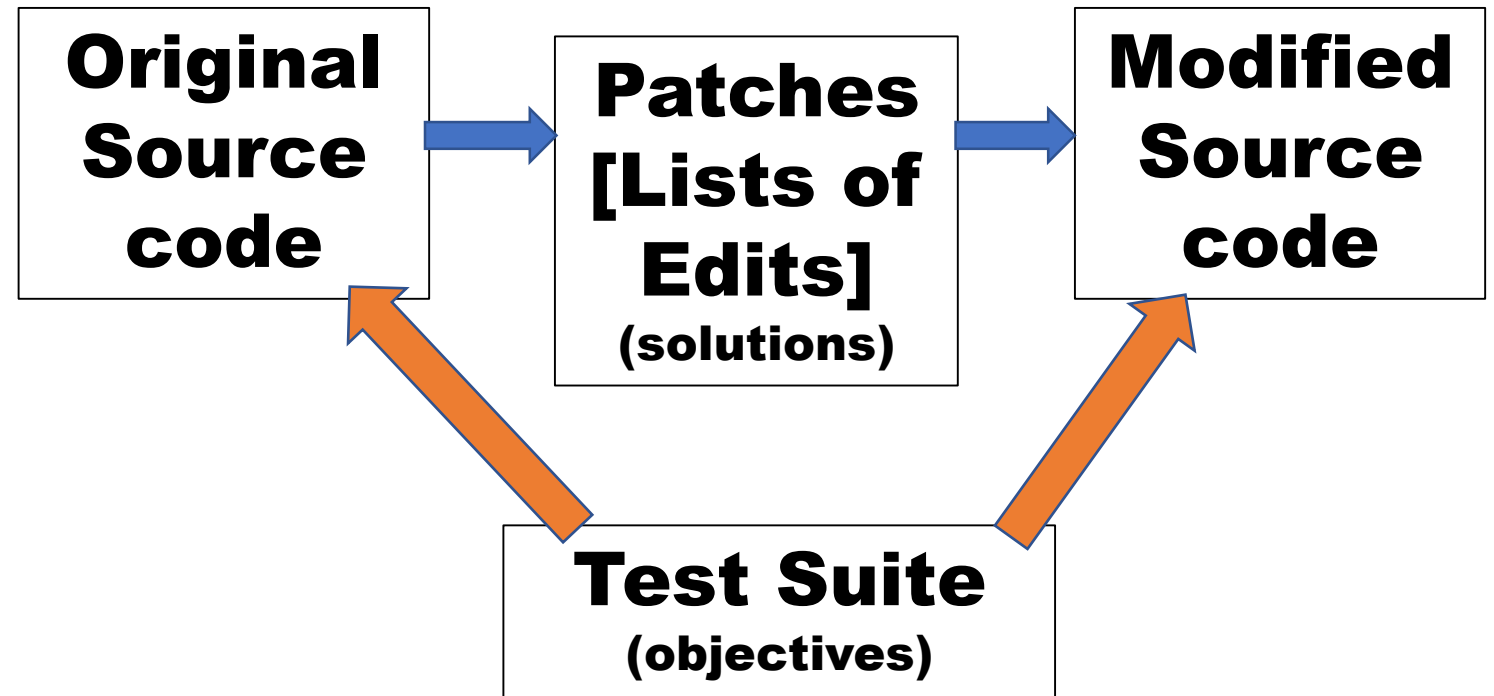 Original
Source
code
Patches
[Lists of
Edits]
(solutions)
Modified
Source
code
Test Suite
(objectives)